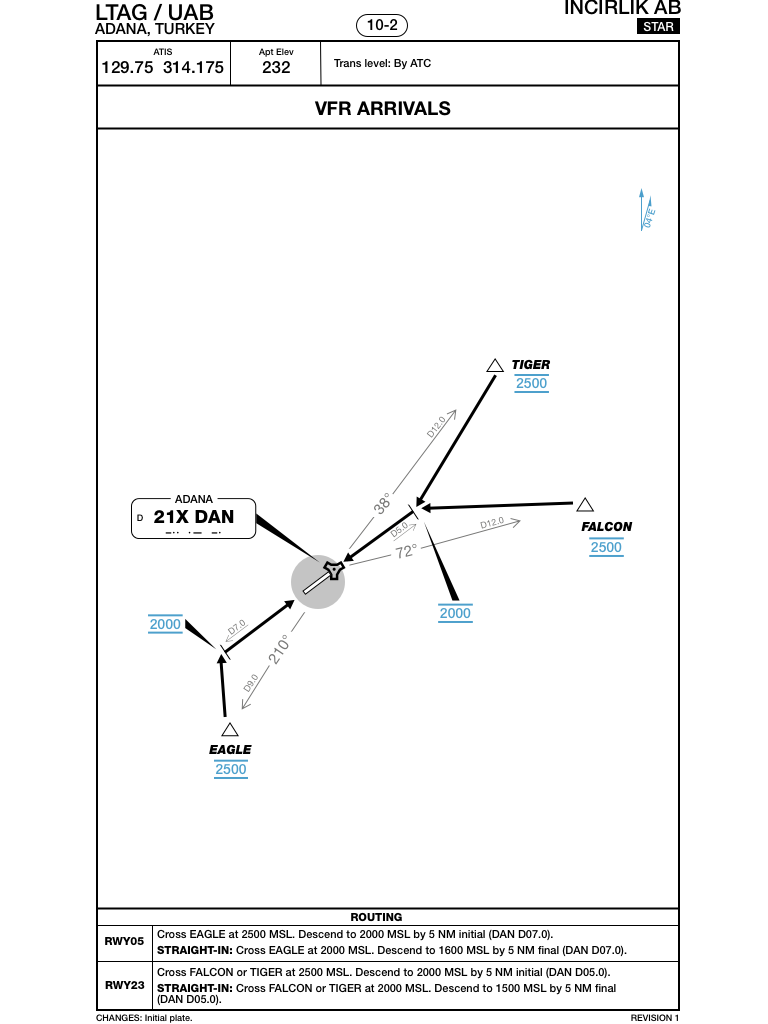 LTAG / UAB
ADANA, TURKEY
10-2
INCIRLIK AB
STAR
ATIS
129.75 314.175
Apt Elev
232
Trans level: By ATC
VFR ARRIVALS
04°E
TIGER
2500
D12.0
38°
ADANA
D 21X DAN
D5.0
72°
D12.0
FALCON
2500
2000
2000
D7.0
210°
D9.0
EAGLE
2500
ROUTING
RWY05
Cross EAGLE at 2500 MSL. Descend to 2000 MSL by 5 NM initial (DAN D07.0).
STRAIGHT-IN: Cross EAGLE at 2000 MSL. Descend to 1600 MSL by 5 NM final (DAN D07.0).
RWY23
Cross FALCON or TIGER at 2500 MSL. Descend to 2000 MSL by 5 NM initial (DAN D05.0).
STRAIGHT-IN: Cross FALCON or TIGER at 2000 MSL. Descend to 1500 MSL by 5 NM final
(DAN D05.0).
CHANGES: Initial plate.
REVISION 1